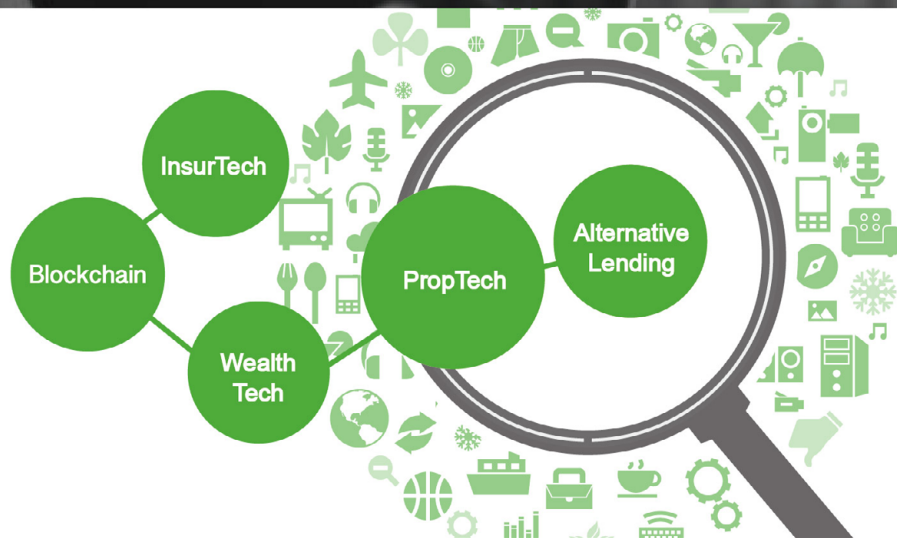 InsurTech
Blockchain
Alternative
Lending
PropTech
Wealth
Tech